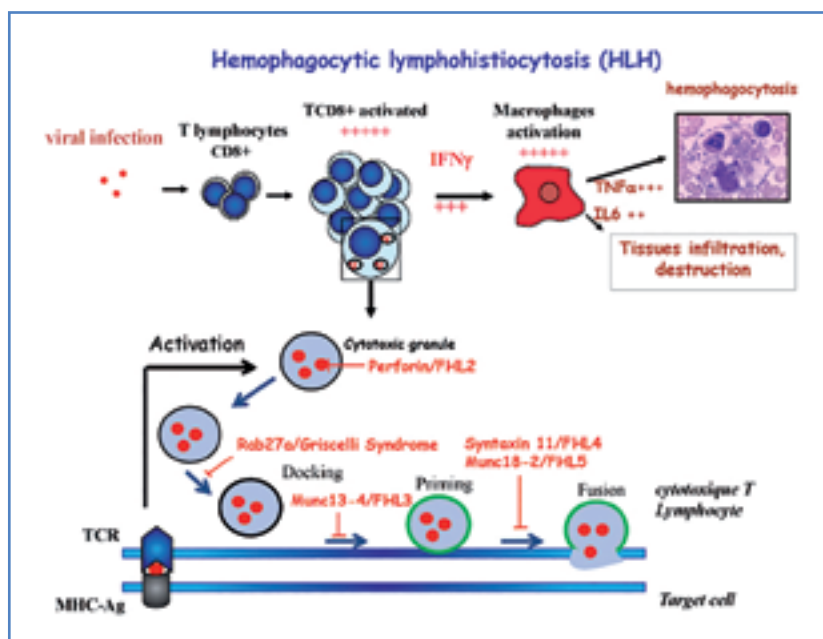 Hemophagocytic lymphohistiocytosis (HLH)
hemophagocytosis
viral infection
T lymphocytes
CD8+
TCD8+ activated
+++++
IFNγ
+++
Macrophages
activation
+++++
TNFα+++
IL6 ++
Tissues infiltration,
destruction
Activation
Cytotoxic granule
Perforin/FHL2
Rab27a/Griscelli Syndrome
Docking
Munc13-4/FHL3
Priming
Syntaxin 11/FHL4
Munc18-2/FHL5
Fusion
cytotoxique T
Lymphocyte
TCR
MHC-Ag
Target cell